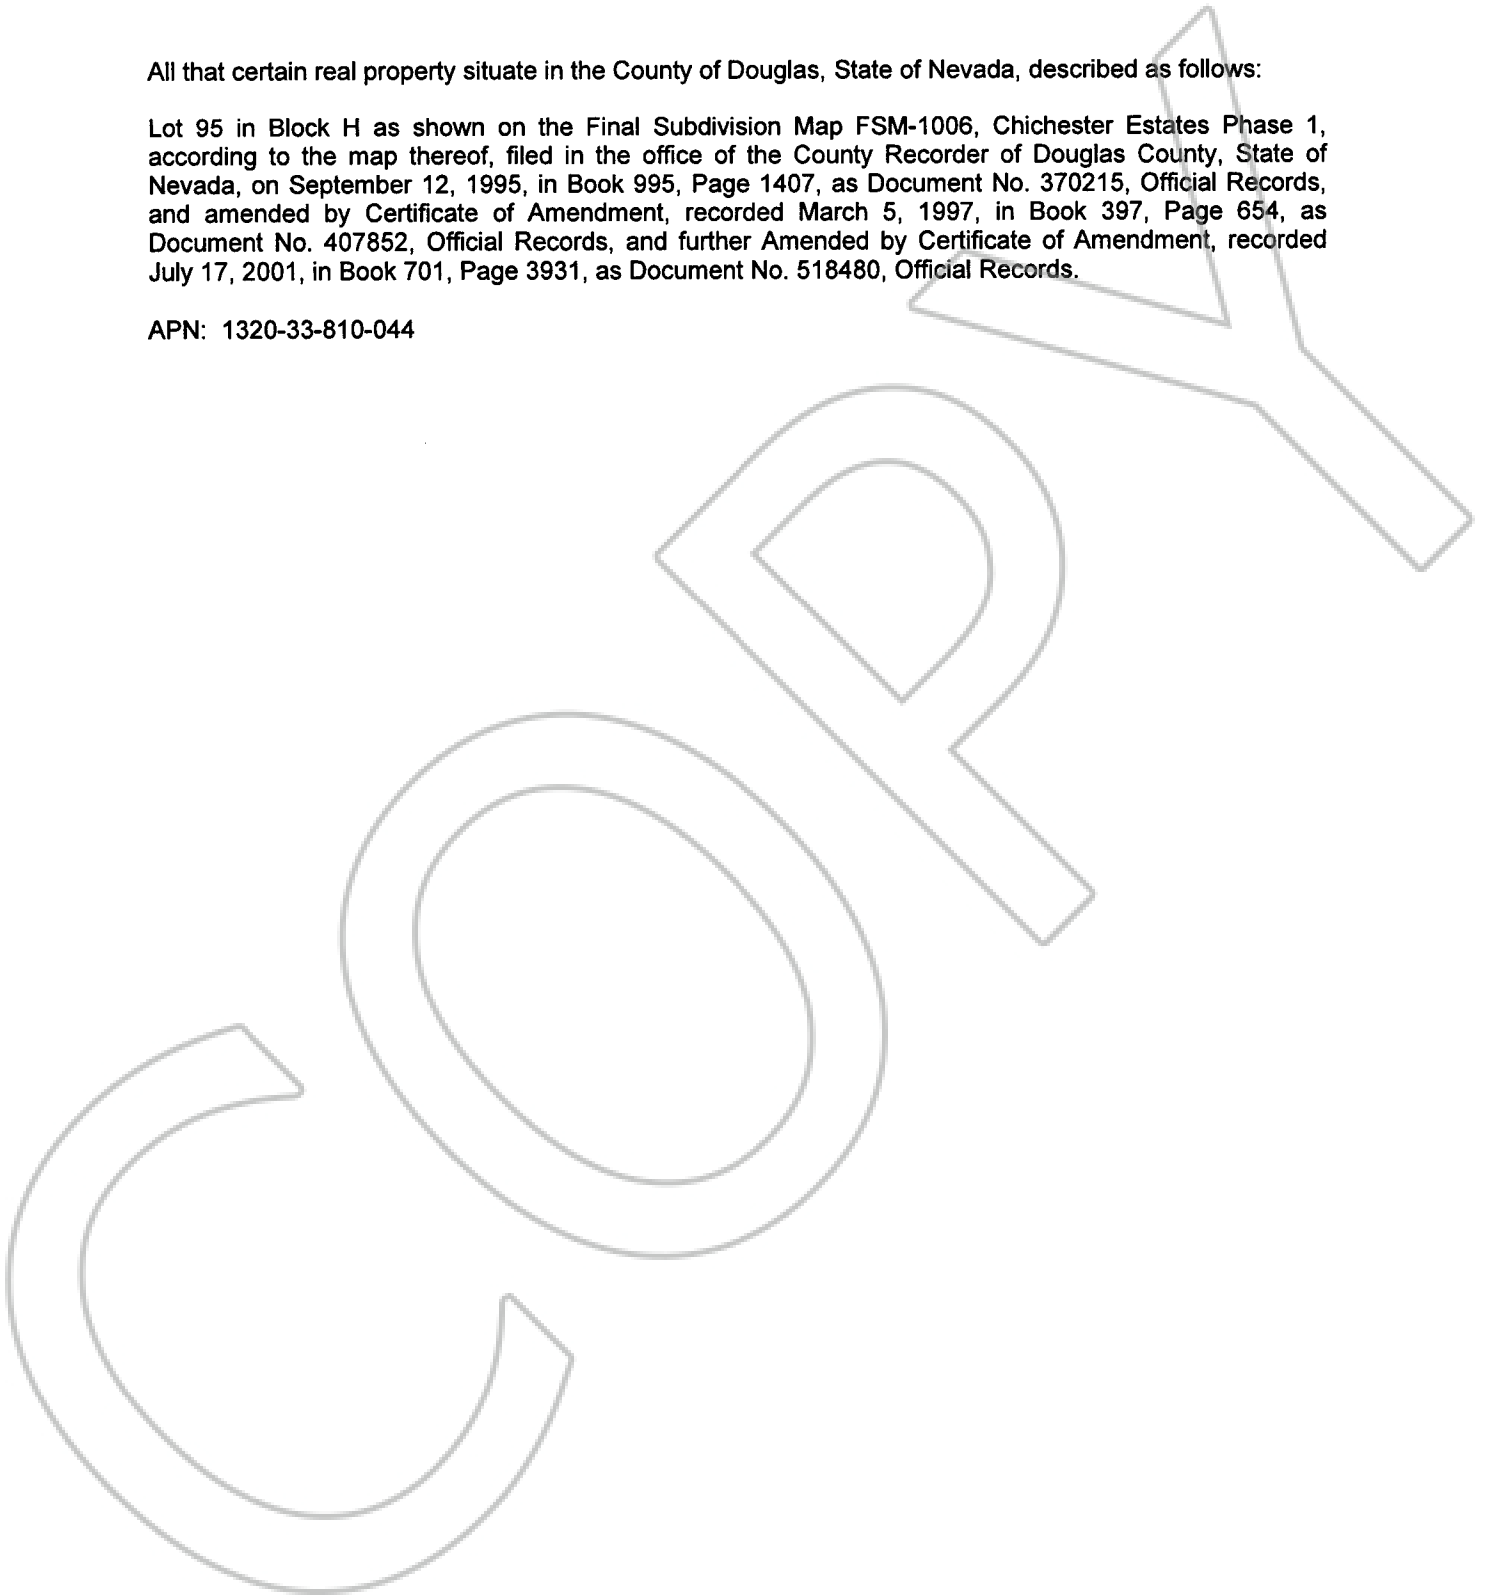 All that certain real property situate in the County of Douglas, State of Nevada, described as follows:
Lot 95 in Block H as shown on the Final Subdivision Map FSM-1006, Chichester Estates Phase 1,
according to the map thereof, filed in the office of the County Recorder of Douglas County, State of
Nevada, on September 12, 1995, in Book 995, Page 1407, as Document No. 370215, Official Records,
and amended by Certificate of Amendment, recorded March 5, 1997, in Book 397, Page 654, as
Document No. 407852, Official Records, and further Amended by Certificate of Amendment, recorded
July 17, 2001, in Book 701, Page 3931, as Document No. 518480, Official Records.
APN: 1320-33-810-044
COPY